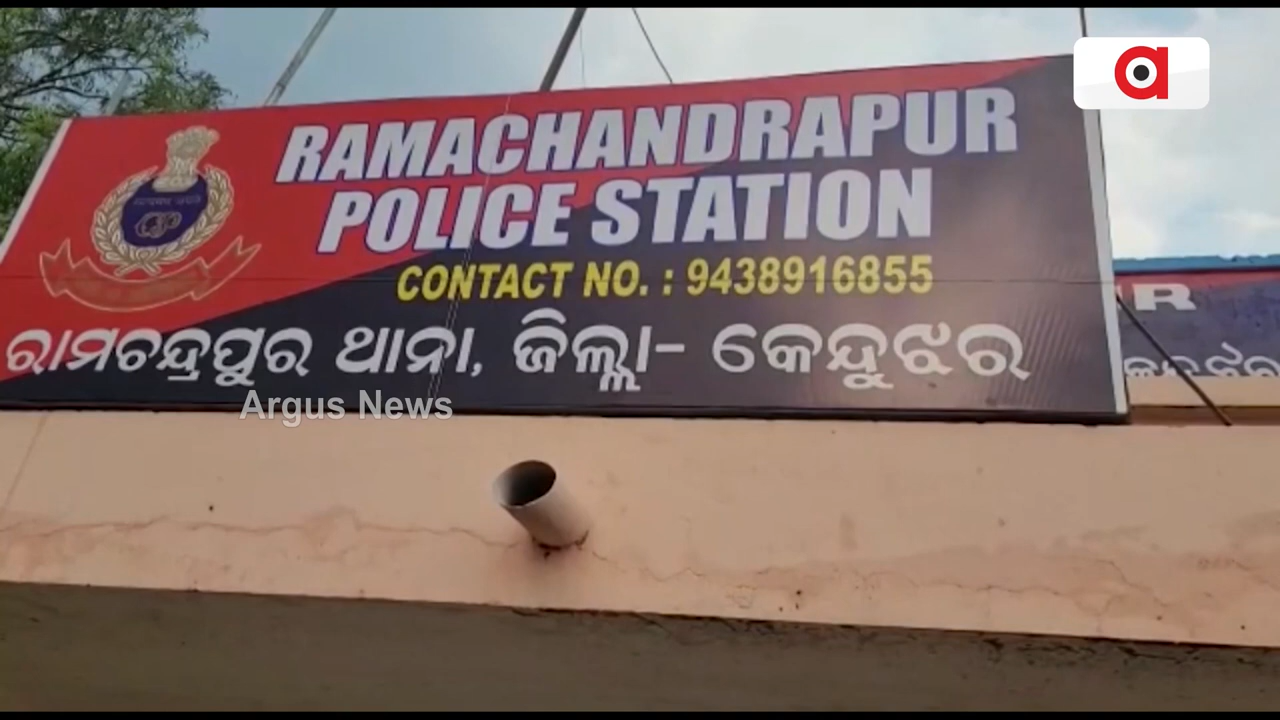 RAMACHANDRAPUR
POLICE STATION
CONTACT NO. : 9438916855
ରାମଚନ୍ଦ୍ରପୁର ଥାନା, ଜିଲ୍ଲା- କେନ୍ଦୁଝର
Argus News